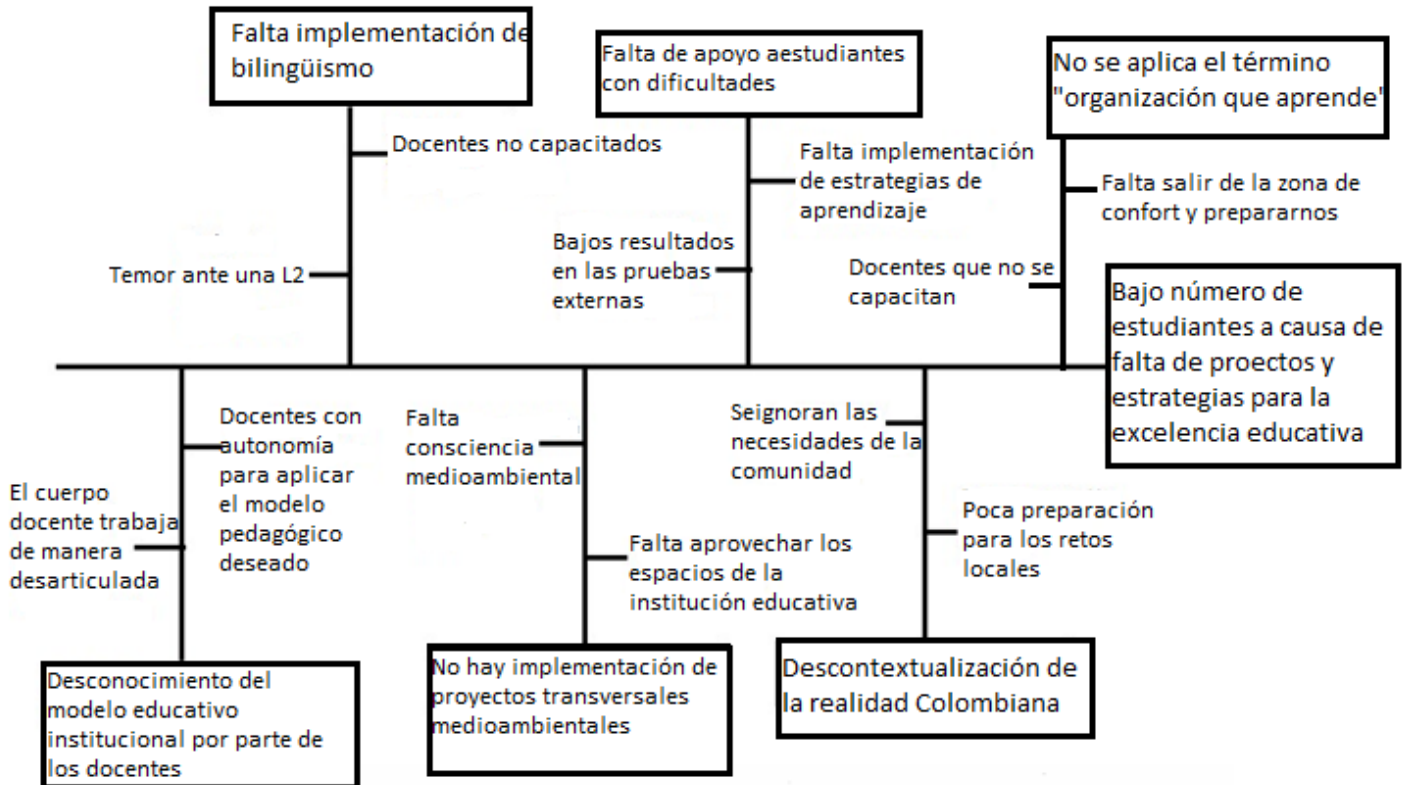 Falta implementación de
bilingüismo
Falta de apoyo aestudiantes
con dificultades
No se aplica el término
"organización que aprende"
Docentes no capacitados
Temor ante una L2
Falta implementación
de estrategias de
aprendizaje
Bajos resultados
en las pruebas
externas
Falta salir de la zona de
confort y prepararnos
Docentes que no se
capacitan
Bajo número de
estudiantes a causa de
falta de proectos y
estrategias para la
excelencia educativa
Docentes con
autonomía
para aplicar
el modelo
pedagógico
deseado
El cuerpo
docente trabaja
de manera
desarticulada
Falta
consciencia
medioambiental
Falta aprovechar los
espacios de la
institución educativa
Seignoran las
necesidades de la
comunidad
Poca preparación
para los retos
locales
Desconocimiento del
modelo educativo
institucional por parte de
los docentes
No hay implementación de
proyectos transversales
medioambientales
Descontextualización de
la realidad Colombiana